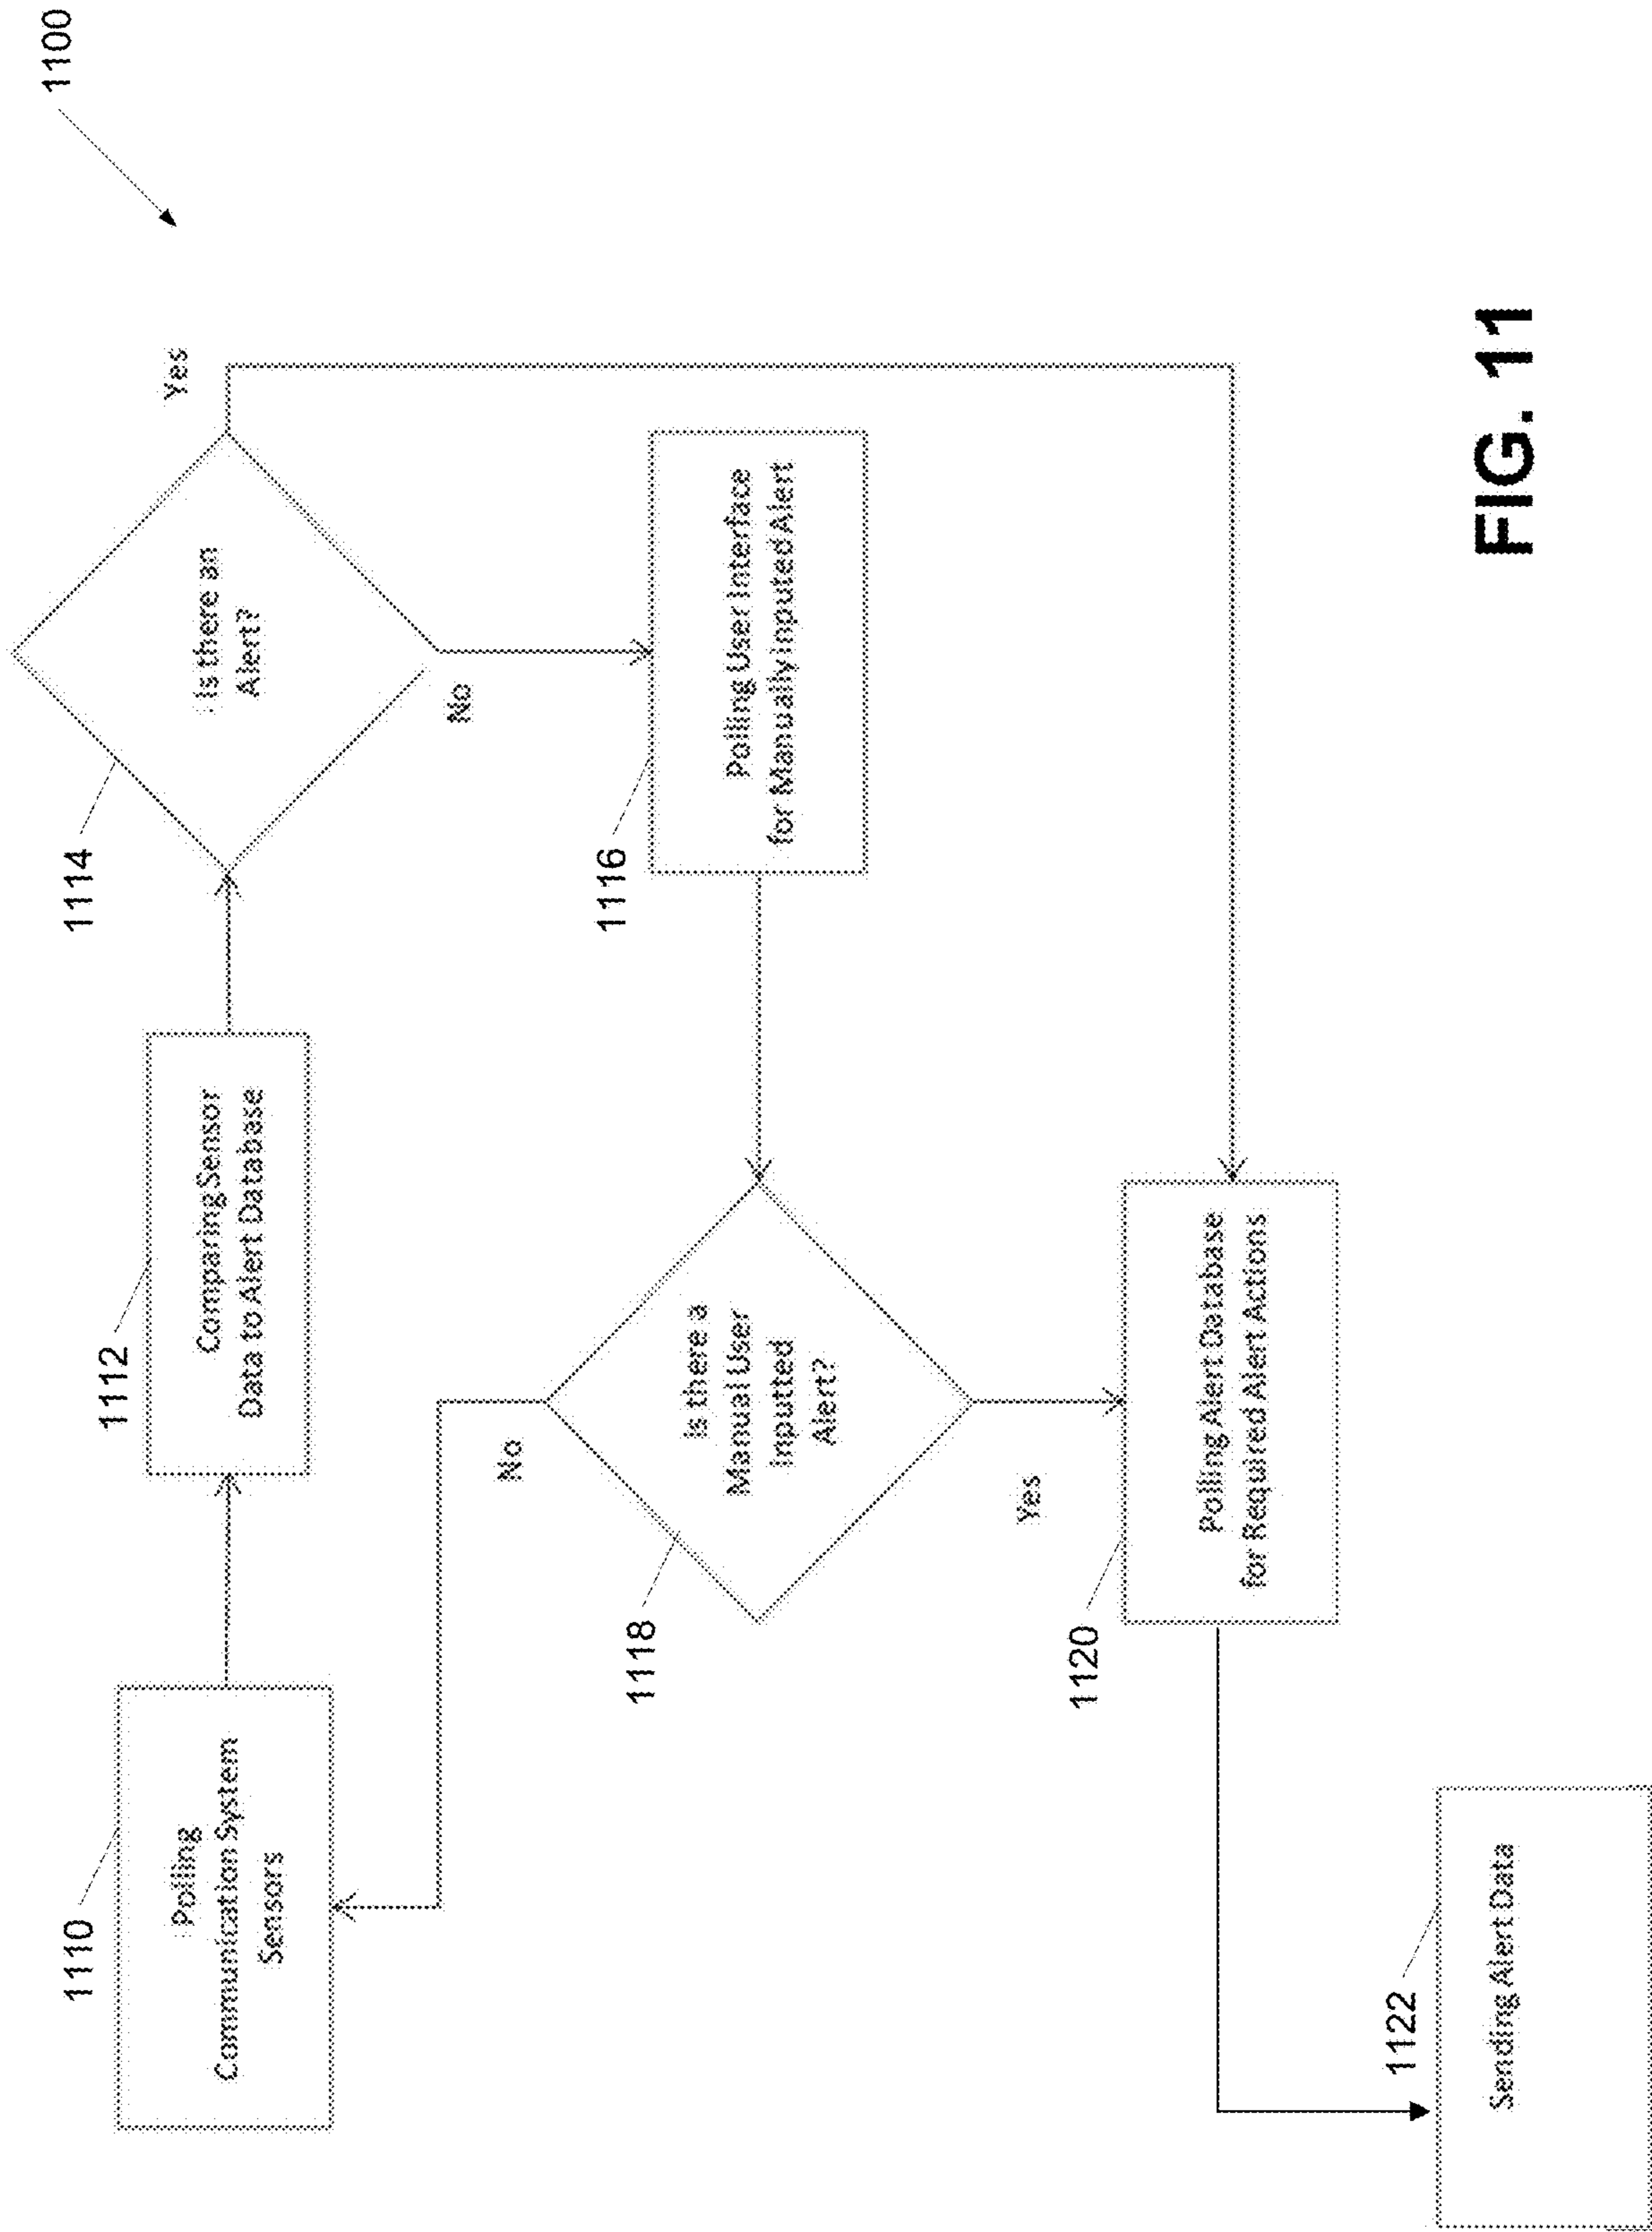 1100
1110
Polling
Communication System
Sensors
1112
Comparing Sensor
Data to Alert Database
1114
Is there an
Alert?
Yes
No
1116
Polling User Interface
for Manually Inputed Alert
1118
Is there a
Manual User
Inputted
Alert?
No
Yes
1120
Polling Alert Database
for Required Alert Actions
1122
Sending Alert Data
FIG. 11